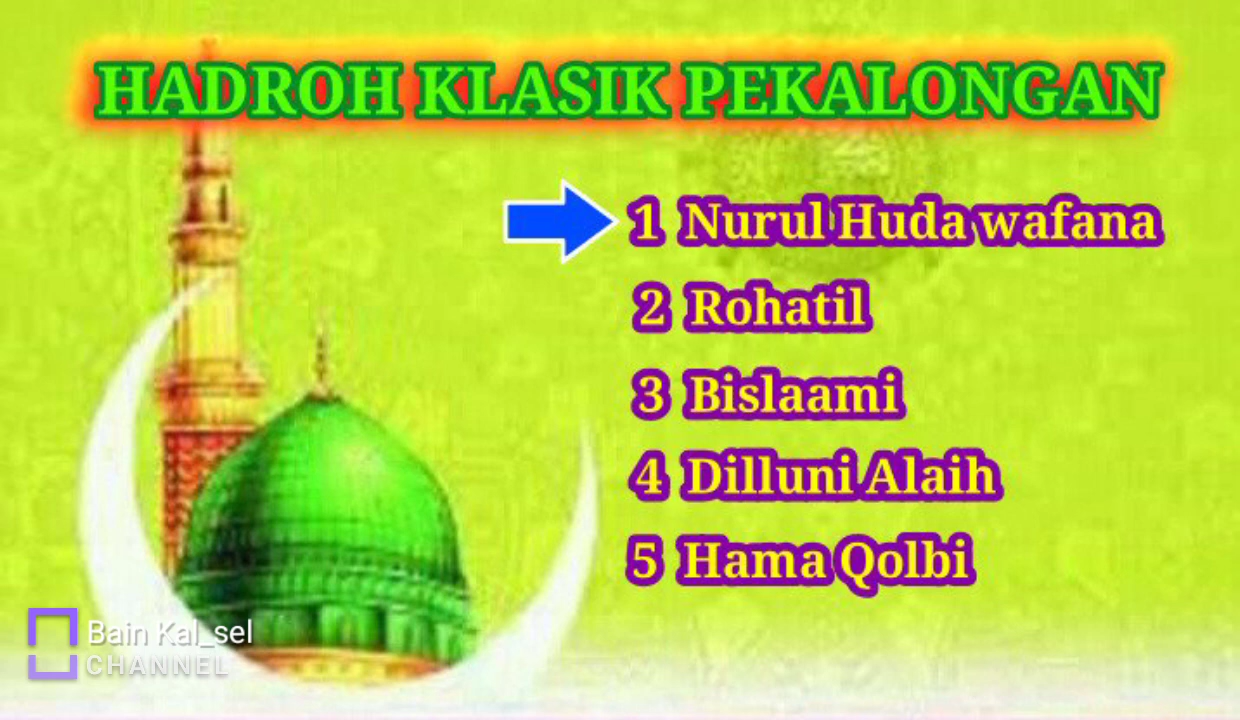 HADROH KLASIK PEKALONGAN
1 Nurul Huda wafana
2 Rohatil
3 Bislaami
4 Dilluni Alaih
5 Hama Qolbi
Bain Kal_sel
CHANNEL